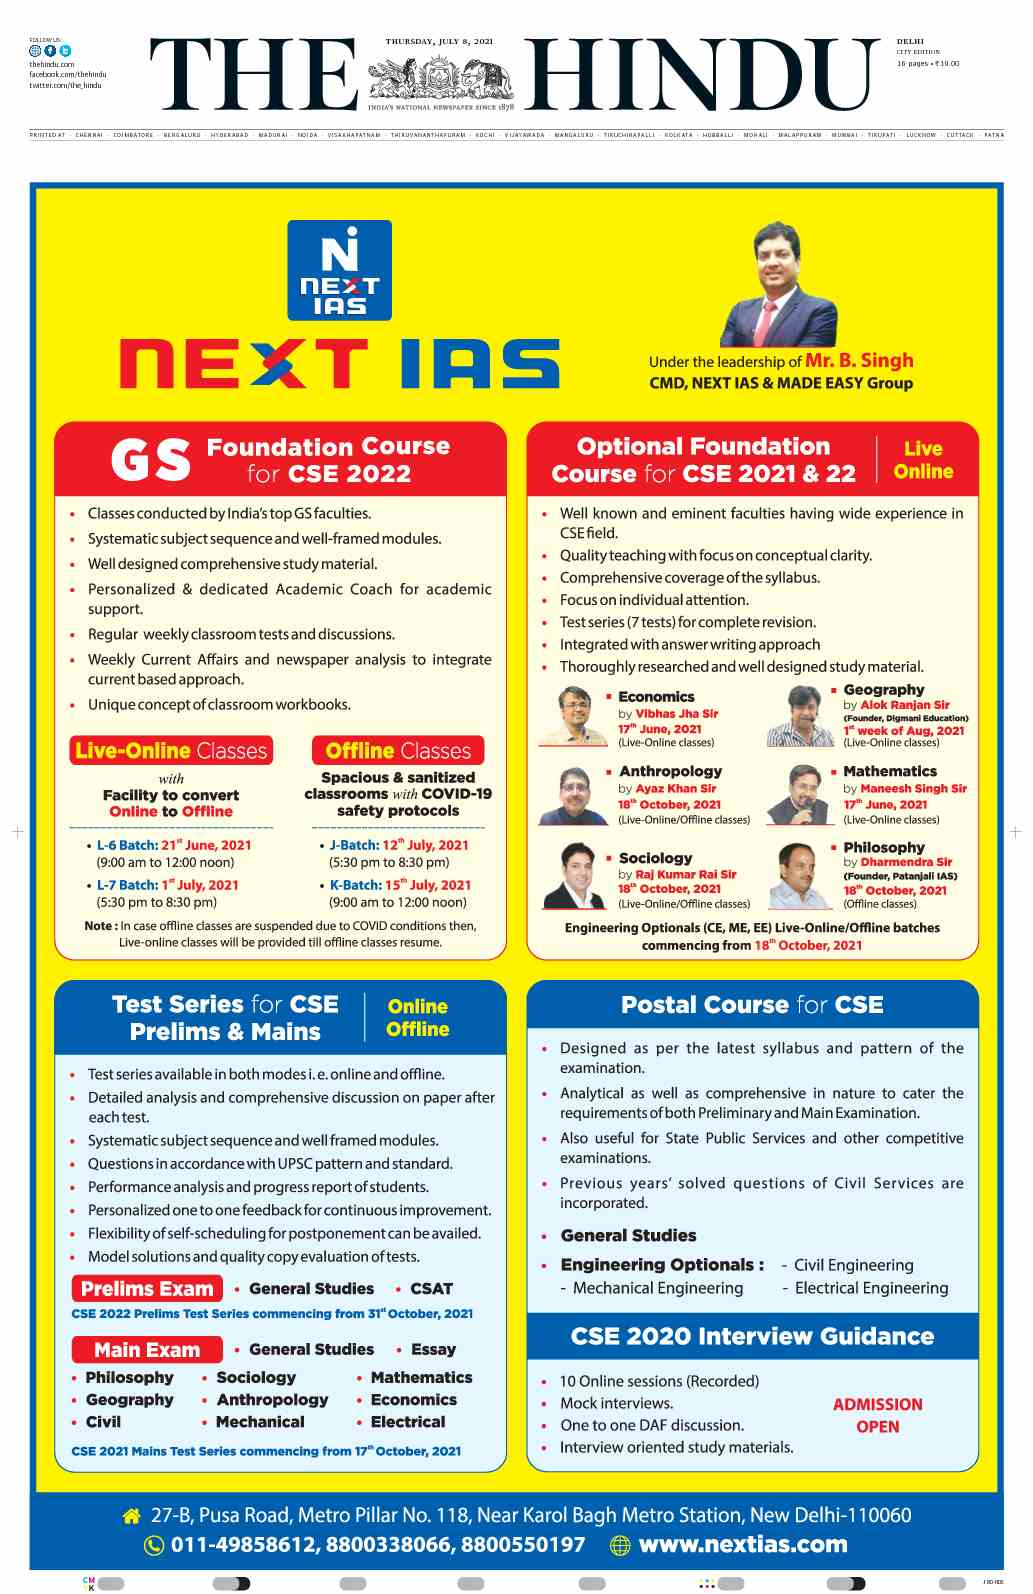 FOLLOW US:
thehindu.com
facebook.com/thehindu
twitter.com/the_hindu
THE HINDU
THURSDAY, JULY 8, 2021
INDIA'S NATIONAL NEWSPAPER SINCE 1878
DELHI
CITY EDITION
16 pages • ₹10.00
PRINTED AT · CHENNAI · COIMBATORE · BENGALURU · HYDERABAD · MADURAI · NOIDA · VISAKHAPATNAM · THIRUVANANTHAPURAM · KOCHI · VIJAYAWADA · MANGALURU · TIRUCHIRAPALLI · KOLKATA · HUBBALLI · MOHALI · MALAPPURAM · MUMBAI · TIRUPATI · LUCKNOW · CUTTACK · PATNA
NEXT
IAS
NEXT IAS
Under the leadership of Mr. B. Singh
CMD, NEXT IAS & MADE EASY Group
GS Foundation Course
for CSE 2022
• Classes conducted by India's top GS faculties.
• Systematic subject sequence and well-framed modules.
• Well designed comprehensive study material.
• Personalized & dedicated Academic Coach for academic
support.
• Regular weekly classroom tests and discussions.
• Weekly Current Affairs and newspaper analysis to integrate
current based approach.
• Unique concept of classroom workbooks.
Live-Online Classes
with
Facility to convert
Online to Offline
• L-6 Batch: 21st June, 2021
(9:00 am to 12:00 noon)
• L-7 Batch: 1st July, 2021
(5:30 pm to 8:30 pm)
Offline Classes
Spacious & sanitized
classrooms with COVID-19
safety protocols
• J-Batch: 12th July, 2021
(5:30 pm to 8:30 pm)
• K-Batch: 15th July, 2021
(9:00 am to 12:00 noon)
Note : In case offline classes are suspended due to COVID conditions then,
Live-online classes will be provided till offline classes resume.
Optional Foundation
Course for CSE 2021 & 22
Live
Online
• Well known and eminent faculties having wide experience in
CSE field.
• Quality teaching with focus on conceptual clarity.
• Comprehensive coverage of the syllabus.
• Focus on individual attention.
• Test series (7 tests) for complete revision.
• Integrated with answer writing approach
• Thoroughly researched and well designed study material.
Economics
by Vibhas Jha Sir
17th June, 2021
(Live-Online classes)
Geography
by Alok Ranjan Sir
(Founder, Digmani Education)
1st week of Aug, 2021
(Live-Online classes)
Anthropology
by Ayaz Khan Sir
18th October, 2021
(Live-Online/Offline classes)
Mathematics
by Maneesh Singh Sir
17th June, 2021
(Live-Online classes)
Sociology
by Raj Kumar Rai Sir
18th October, 2021
(Live-Online/Offline classes)
Philosophy
by Dharmendra Sir
(Founder, Patanjali IAS)
18th October, 2021
(Offline classes)
Engineering Optionals (CE, ME, EE) Live-Online/Offline batches
commencing from 18th October, 2021
Test Series for CSE
Prelims & Mains
Online
Offline
• Test series available in both modes i. e. online and offline.
• Detailed analysis and comprehensive discussion on paper after
each test.
• Systematic subject sequence and well framed modules.
• Questions in accordance with UPSC pattern and standard.
• Performance analysis and progress report of students.
• Personalized one to one feedback for continuous improvement.
• Flexibility of self-scheduling for postponement can be availed.
• Model solutions and quality copy evaluation of tests.
Prelims Exam • General Studies • CSAT
CSE 2022 Prelims Test Series commencing from 31st October, 2021
Main Exam • General Studies • Essay
• Philosophy • Sociology • Mathematics
• Geography • Anthropology • Economics
• Civil • Mechanical • Electrical
CSE 2021 Mains Test Series commencing from 17th October, 2021
Postal Course for CSE
• Designed as per the latest syllabus and pattern of the
examination.
• Analytical as well as comprehensive in nature to cater the
requirements of both Preliminary and Main Examination.
• Also useful for State Public Services and other competitive
examinations.
• Previous years' solved questions of Civil Services are
incorporated.
• General Studies
• Engineering Optionals : - Civil Engineering
- Mechanical Engineering - Electrical Engineering
CSE 2020 Interview Guidance
• 10 Online sessions (Recorded)
• Mock interviews.
• One to one DAF discussion.
• Interview oriented study materials.
ADMISSION
OPEN
27-B, Pusa Road, Metro Pillar No. 118, Near Karol Bagh Metro Station, New Delhi-110060
011-49858612, 8800338066, 8800550197 www.nextias.com
CM
K